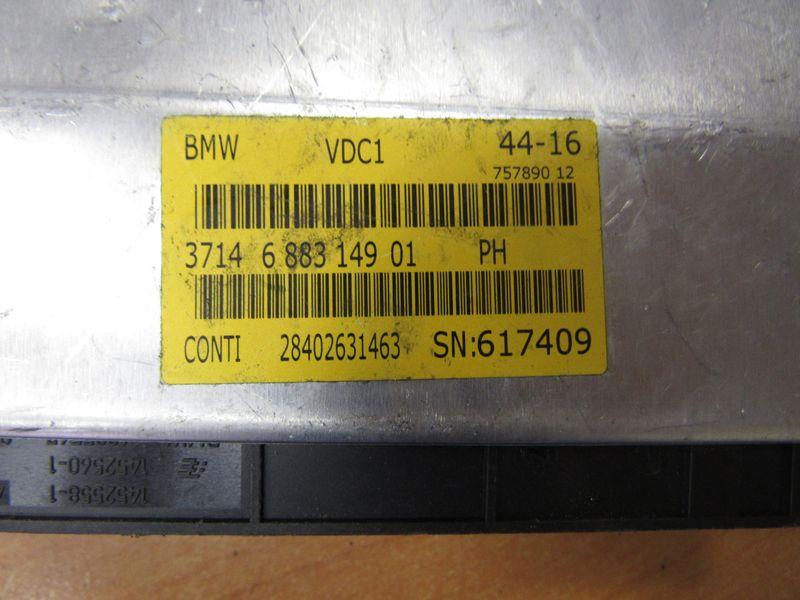 BMW VDC1 44-16
757890 12
3714 6 883 149 01 PH
CONTI 28402631463 SN:617409
1452560-1
1452558-1